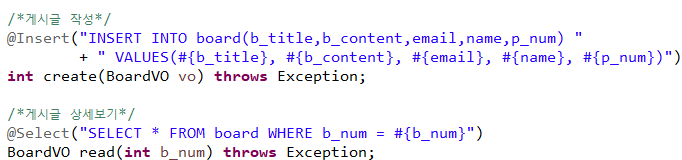 /*게시글 작성*/
@Insert("INSERT INTO board(b_title,b_content,email,name,p_num) "
+ " VALUES(#{b_title}, #{b_content}, #{email}, #{name}, #{p_num})")
int create(BoardVO vo) throws Exception;
/*게시글 상세보기*/
@Select("SELECT * FROM board WHERE b_num = #{b_num}")
BoardVO read(int b_num) throws Exception;